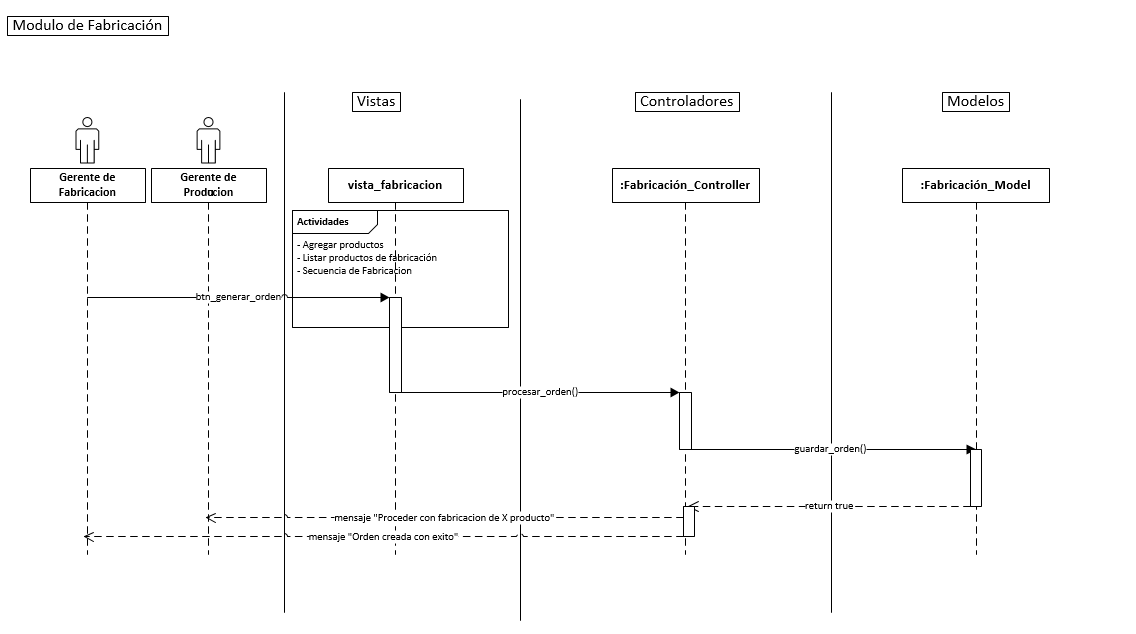 Modulo de Fabricación
Vistas
Controladores
Modelos
Gerente de
Fabricacion
Gerente de
Producion
vista_fabricacion
:Fabricación_Controller
:Fabricación_Model
Actividades
- Agregar productos
- Listar productos de fabricación
- Secuencia de Fabricacion
btn_generar_orden
procesar_orden()
guardar_orden()
return true
mensaje "Proceder con fabricacion de X producto"
mensaje "Orden creada con exito"